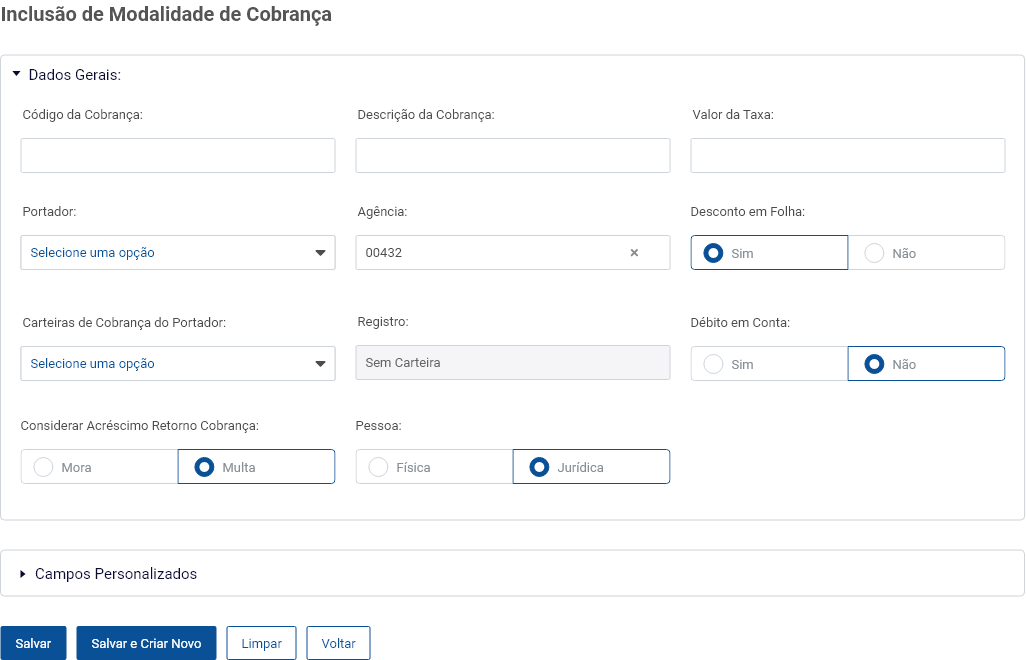 Inclusão de Modalidade de Cobrança
Dados Gerais:
Código da Cobrança:
Descrição da Cobrança:
Valor da Taxa:
Portador:
Agência:
Desconto em Folha:
Selecione uma opção
00432
×
Sim
Não
Carteiras de Cobrança do Portador:
Registro:
Débito em Conta:
Selecione uma opção
Sem Carteira
Sim
Não
Considerar Acréscimo Retorno Cobrança:
Pessoa:
Mora
Multa
Física
Jurídica
Campos Personalizados
Salvar
Salvar e Criar Novo
Limpar
Voltar